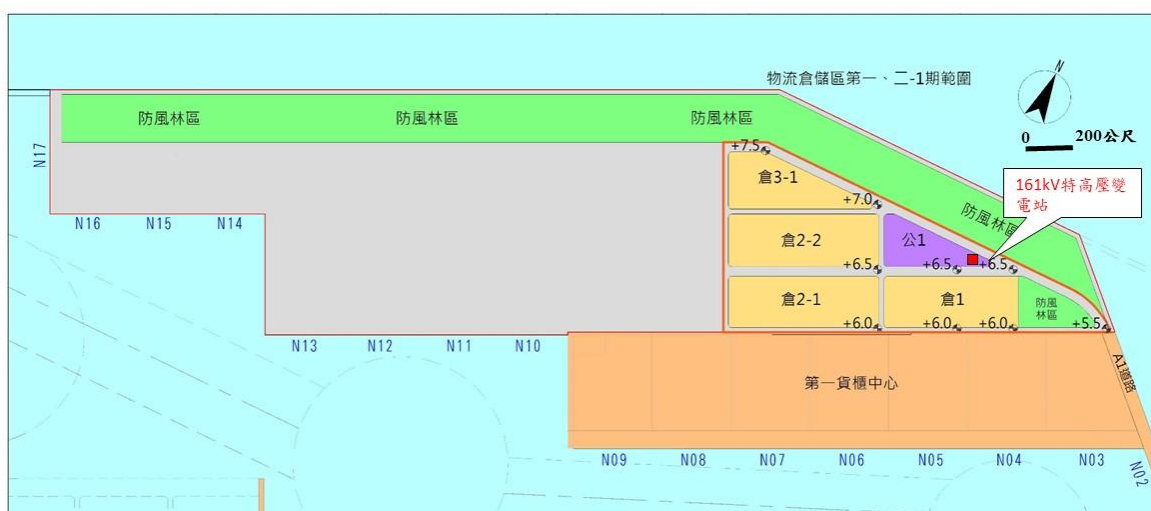 物流倉儲區第一、二-1期範圍
N
0 200公尺
防風林區
防風林區
防風林區
161kV特高壓變
電站
防風林區
N17
+7.5
倉3-1
+7.0
N16
N15
N14
倉2-2
公1
+6.5
+6.5
+6.5
倉2-1
倉1
防風
林區
+6.0
+6.0
+6.0
+5.5
N13
N12
N11
N10
第一貨櫃中心
A1道路
N09
N08
N07
N06
N05
N04
N03
N02